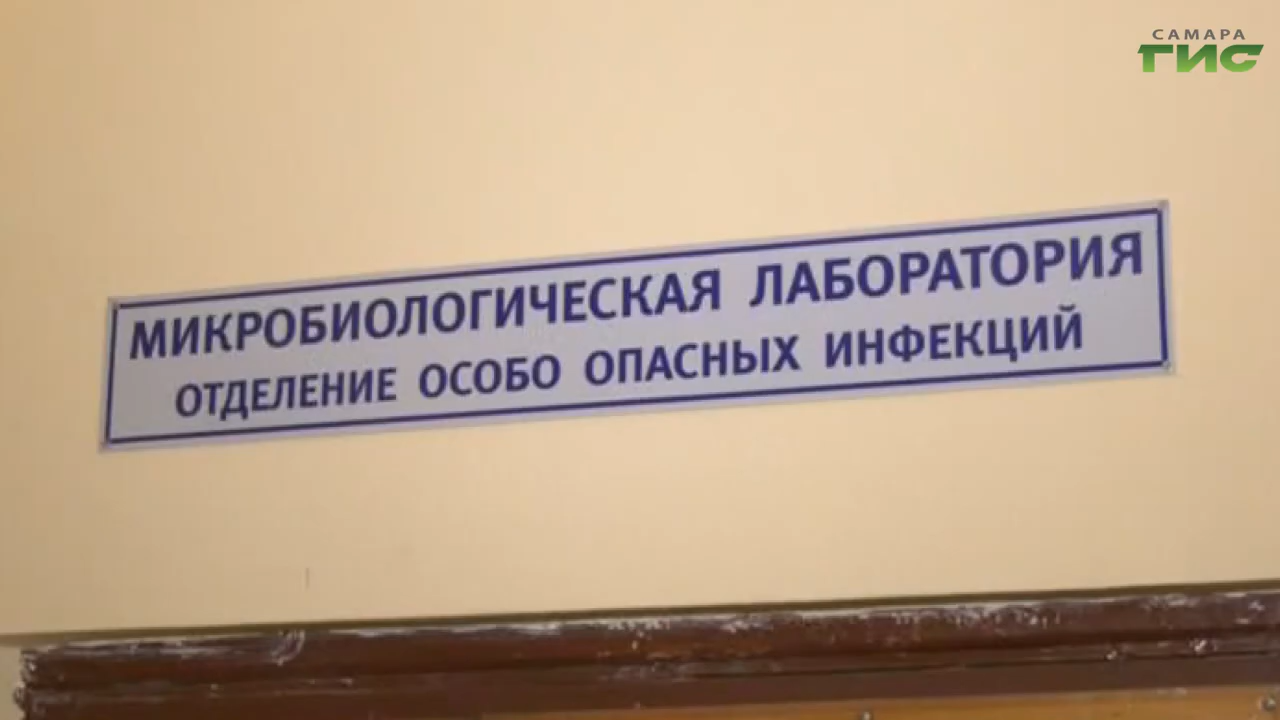 САМАРА
ГИС
МИКРОБИОЛОГИЧЕСКАЯ ЛАБОРАТОРИЯ
ОТДЕЛЕНИЕ ОСОБО ОПАСНЫХ ИНФЕКЦИЙ